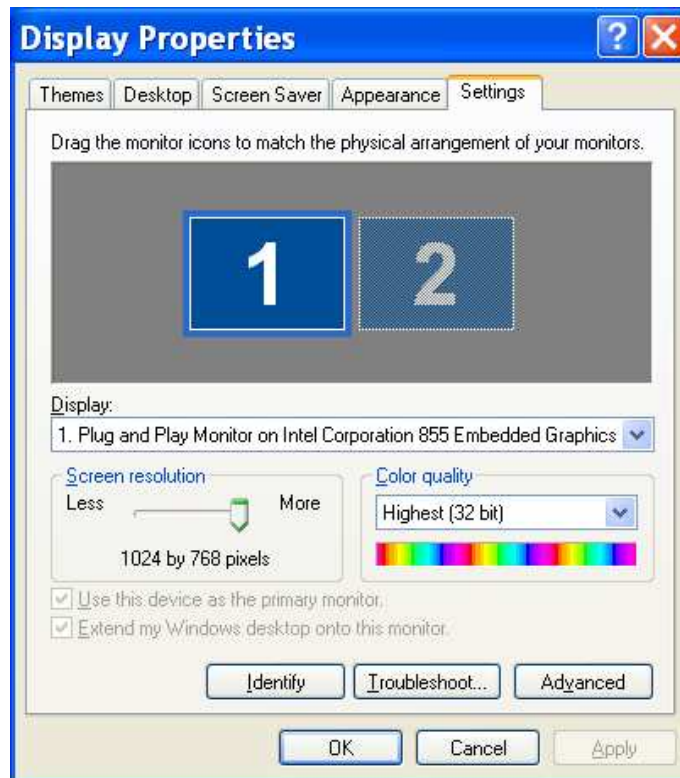 Display Properties
Themes Desktop Screen Saver Appearance Settings
Drag the monitor icons to match the physical arrangement of your monitors.
1 2
Display:
1. Plug and Play Monitor on Intel Corporation 855 Embedded Graphics
Screen resolution
Less More
1024 by 768 pixels
Color quality
Highest (32 bit)
Use this device as the primary monitor.
Extend my Windows desktop onto this monitor.
Identify Troubleshoot... Advanced
OK Cancel Apply